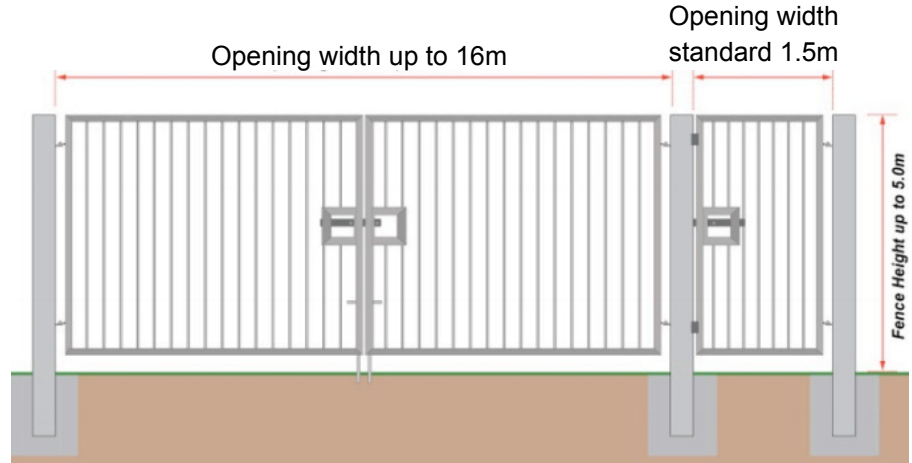 Opening width
standard 1.5m
Opening width up to 16m
Fence Height up to 5.0m